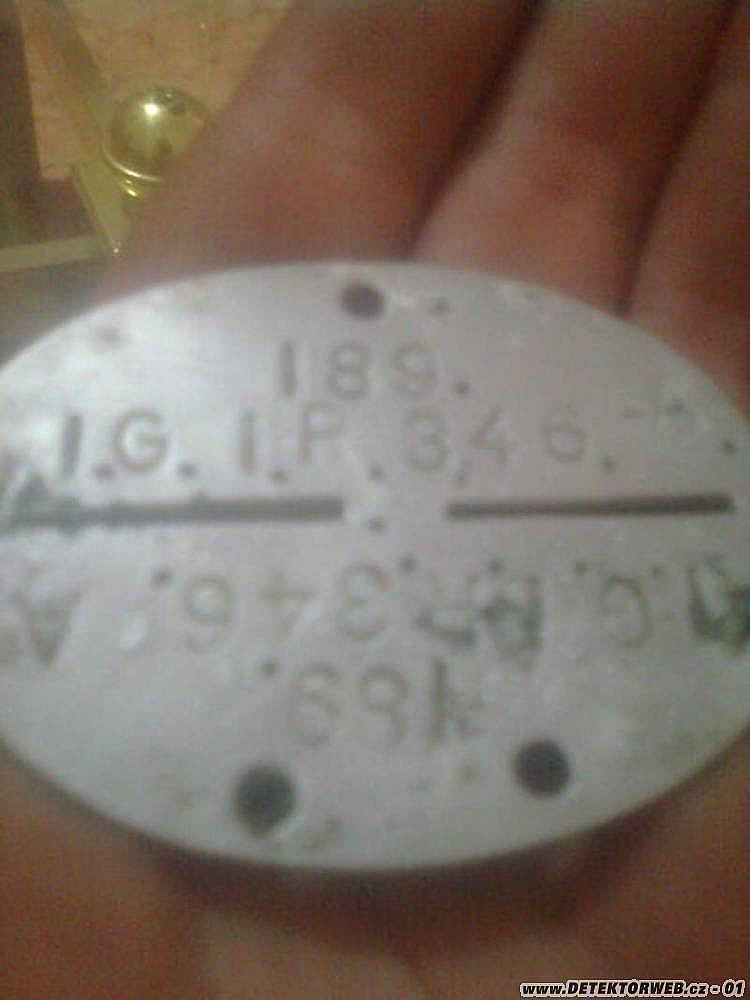 189.
I.G.I.P.346.
189
www.DETEKTORWEB.cz - 01